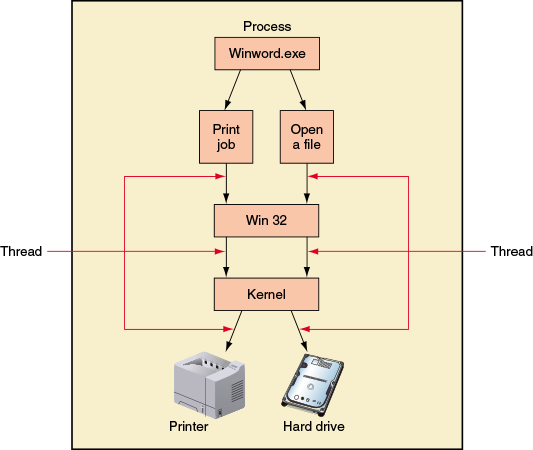 Process
Winword.exe
Print
job
Open
a file
Win 32
Thread
Thread
Kernel
Printer
Hard drive